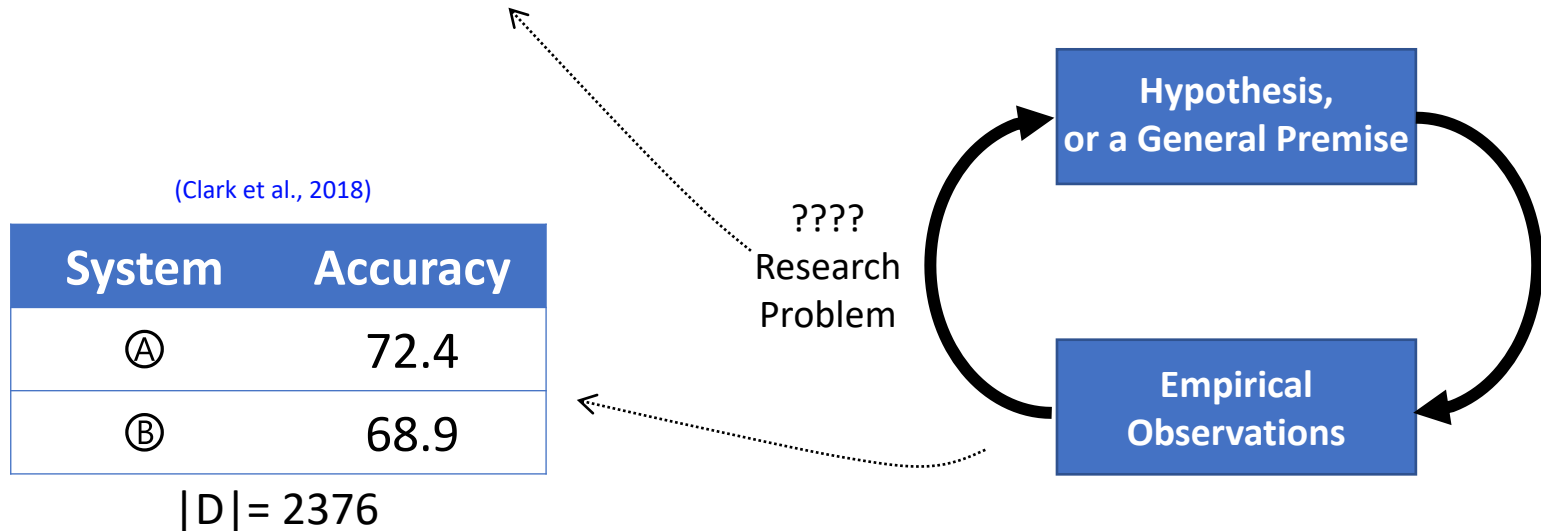 (Clark et al., 2018)
System Accuracy
Ⓐ 72.4
Ⓑ 68.9
|D|= 2376
????
Research
Problem
Hypothesis,
or a General Premise
Empirical
Observations